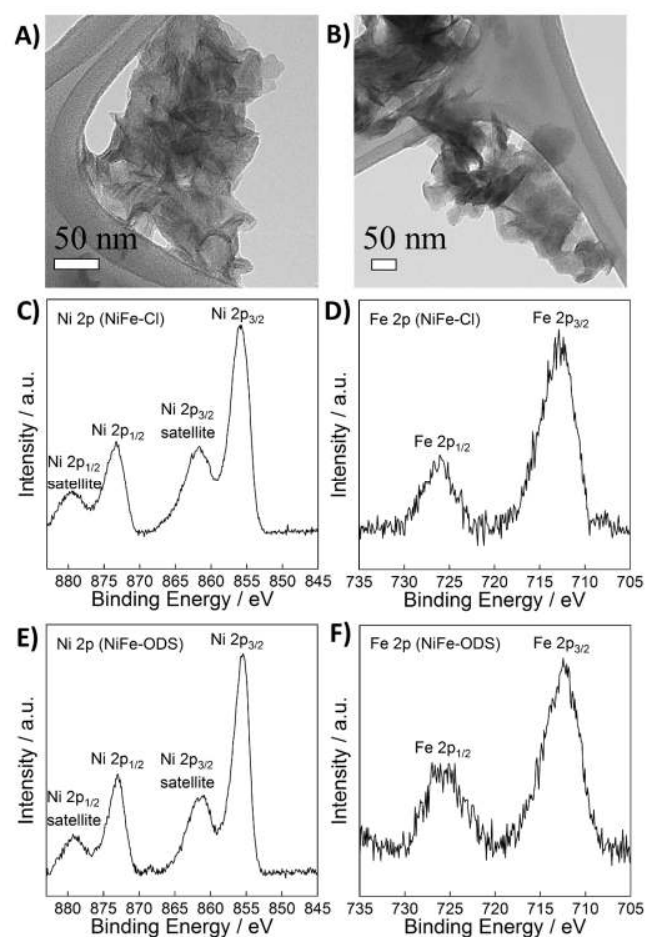 A)
50 nm
B)
50 nm
C) Ni 2p (NiFe-Cl)
Ni 2p3/2
Ni 2p3/2
satellite
Ni 2p1/2
Ni 2p1/2
satellite
Intensity / a.u.
880 875 870 865 860 855 850 845
Binding Energy / eV
D) Fe 2p (NiFe-Cl)
Fe 2p3/2
Fe 2p1/2
Intensity / a.u.
735 730 725 720 715 710 705
Binding Energy / eV
E) Ni 2p (NiFe-ODS)
Ni 2p3/2
Ni 2p1/2
Ni 2p3/2
satellite
Ni 2p1/2
satellite
Intensity / a.u.
880 875 870 865 860 855 850 845
Binding Energy / eV
F) Fe 2p (NiFe-ODS)
Fe 2p3/2
Fe 2p1/2
Intensity / a.u.
735 730 725 720 715 710 705
Binding Energy / eV